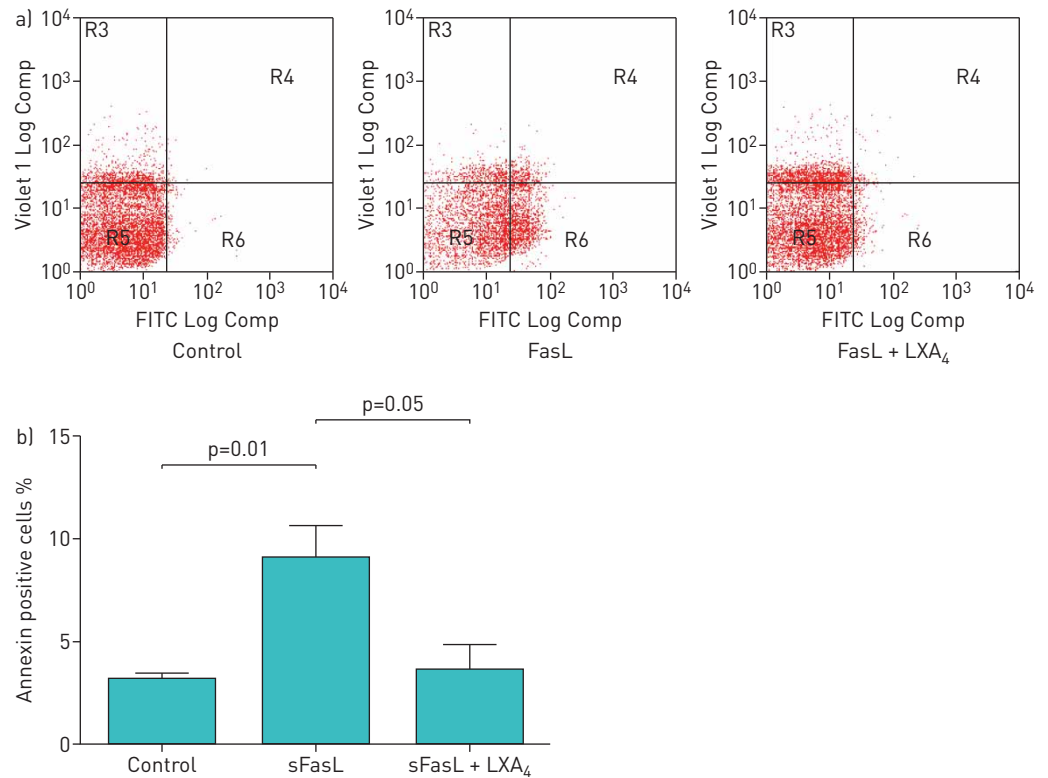 a)
10⁴
R3
R4
10³
10²
10¹
R5
R6
10⁰
10⁰ 10¹ 10² 10³ 10⁴
Violet 1 Log Comp
FITC Log Comp
Control
10⁴
R3
R4
10³
10²
10¹
R5
R6
10⁰
10⁰ 10¹ 10² 10³ 10⁴
Violet 1 Log Comp
FITC Log Comp
FasL
10⁴
R3
R4
10³
10²
10¹
R5
R6
10⁰
10⁰ 10¹ 10² 10³ 10⁴
Violet 1 Log Comp
FITC Log Comp
FasL + LXA₄
b)
p=0.05
p=0.01
15
10
5
0
Annexin positive cells %
Control sFasL sFasL + LXA₄